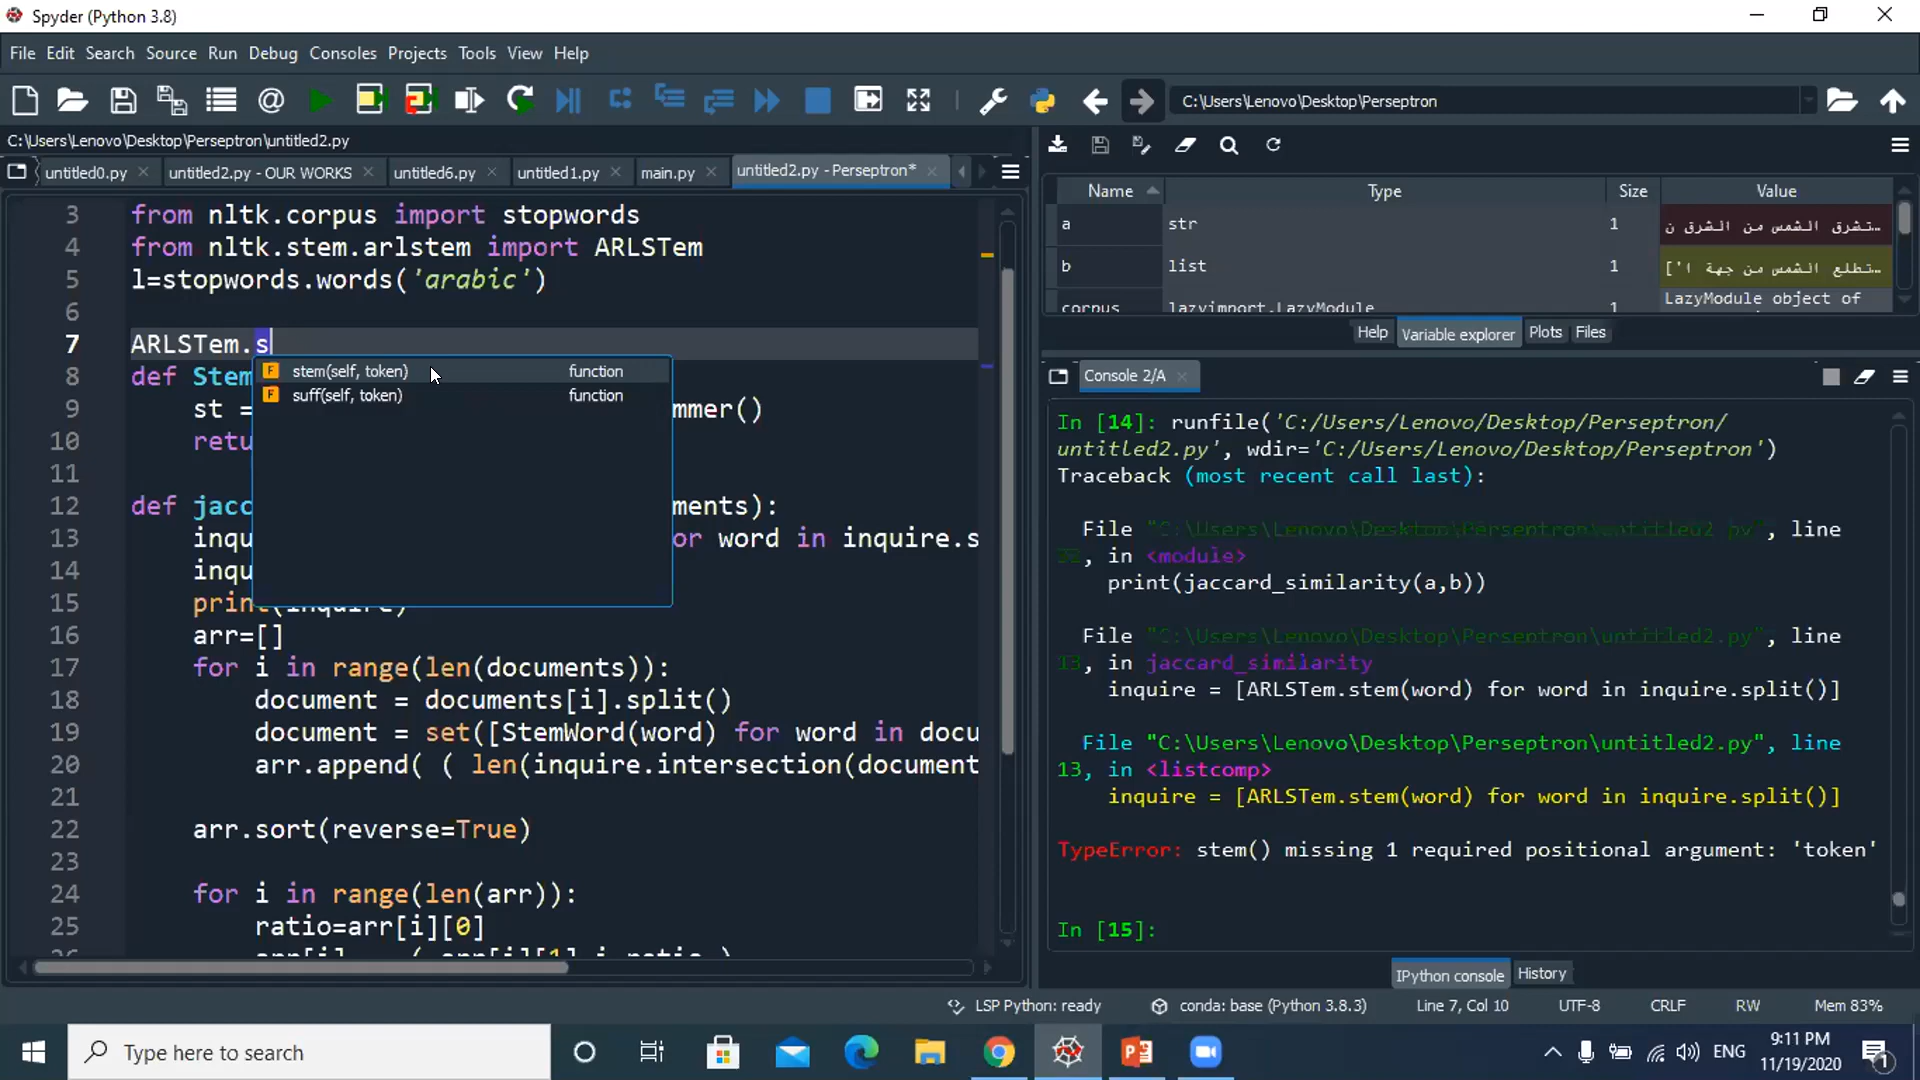 Spyder (Python 3.8)
File Edit Search Source Run Debug Consoles Projects Tools View Help
C:\Users\Lenovo\Desktop\Perseptron
C:\Users\Lenovo\Desktop\Perseptron\untitled2.py
untitled0.py untitled2.py - OUR WORKS untitled6.py untitled1.py main.py untitled2.py - Perseptron*
3 from nltk.corpus import stopwords
4 from nltk.stem.arlstem import ARLSTem
5 l=stopwords.words('arabic')
6
7 ARLSTem.s
stem(self, token) function
suff(self, token) function
8 def Stem
9 st = mmer()
10 retu
11
12 def jacc ments):
13 inqu or word in inquire.s
14 inqu
15 print(inquire)
16 arr=[]
17 for i in range(len(documents)):
18 document = documents[i].split()
19 document = set([StemWord(word) for word in docu
20 arr.append( ( len(inquire.intersection(document
21
22 arr.sort(reverse=True)
23
24 for i in range(len(arr)):
25 ratio=arr[i][0]
Name Type Size Value
a str 1 تشرق الشمس من الشرق ن...
b list 1 ['تطلع الشمس من جهة ا...
corpus lazyimport.LazyModule 1 LazyModule object of
Help Variable explorer Plots Files
Console 2/A
In [14]: runfile('C:/Users/Lenovo/Desktop/Perseptron/
untitled2.py', wdir='C:/Users/Lenovo/Desktop/Perseptron')
Traceback (most recent call last):
File "C:\Users\Lenovo\Desktop\Perseptron\untitled2.py", line
, in <module>
print(jaccard_similarity(a,b))
File "C:\Users\Lenovo\Desktop\Perseptron\untitled2.py", line
13, in jaccard_similarity
inquire = [ARLSTem.stem(word) for word in inquire.split()]
File "C:\Users\Lenovo\Desktop\Perseptron\untitled2.py", line
13, in <listcomp>
inquire = [ARLSTem.stem(word) for word in inquire.split()]
TypeError: stem() missing 1 required positional argument: 'token'
In [15]:
IPython console History
LSP Python: ready conda: base (Python 3.8.3) Line 7, Col 10 UTF-8 CRLF RW Mem 83%
Type here to search
ENG
9:11 PM
11/19/2020
1